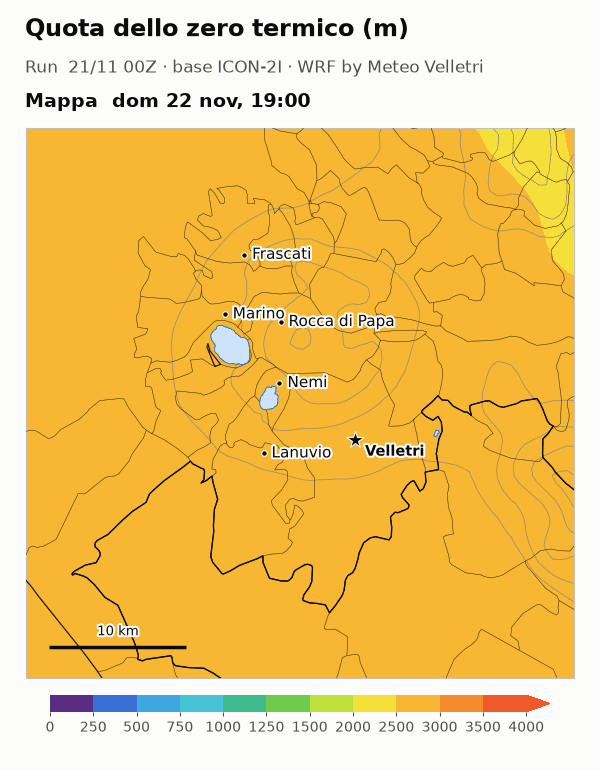 Quota dello zero termico (m)
Run  21/11 00Z · base ICON-2I · WRF by Meteo Velletri
Mappa  dom 22 nov, 19:00
Frascati
Marino
Rocca di Papa
Nemi
Velletri
Lanuvio
10 km
0 250 500 750 1000 1250 1500 2000 2500 3000 3500 4000